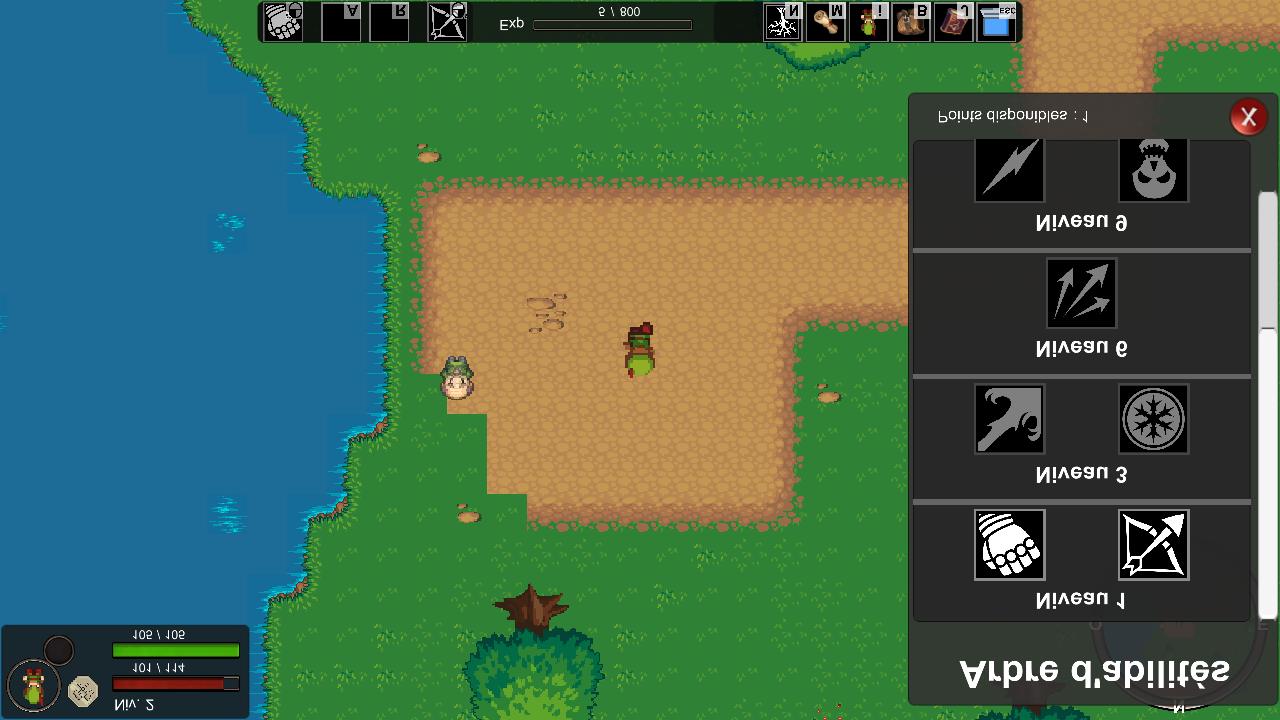 Niv. 2
101 / 114
105 / 105
N
Arbre d'abilités
Niveau 1
Niveau 3
Niveau 6
Niveau 9
Points disponibles : 1
X
A
R
Exp
5 / 800
N
M
I
B
J
Esc